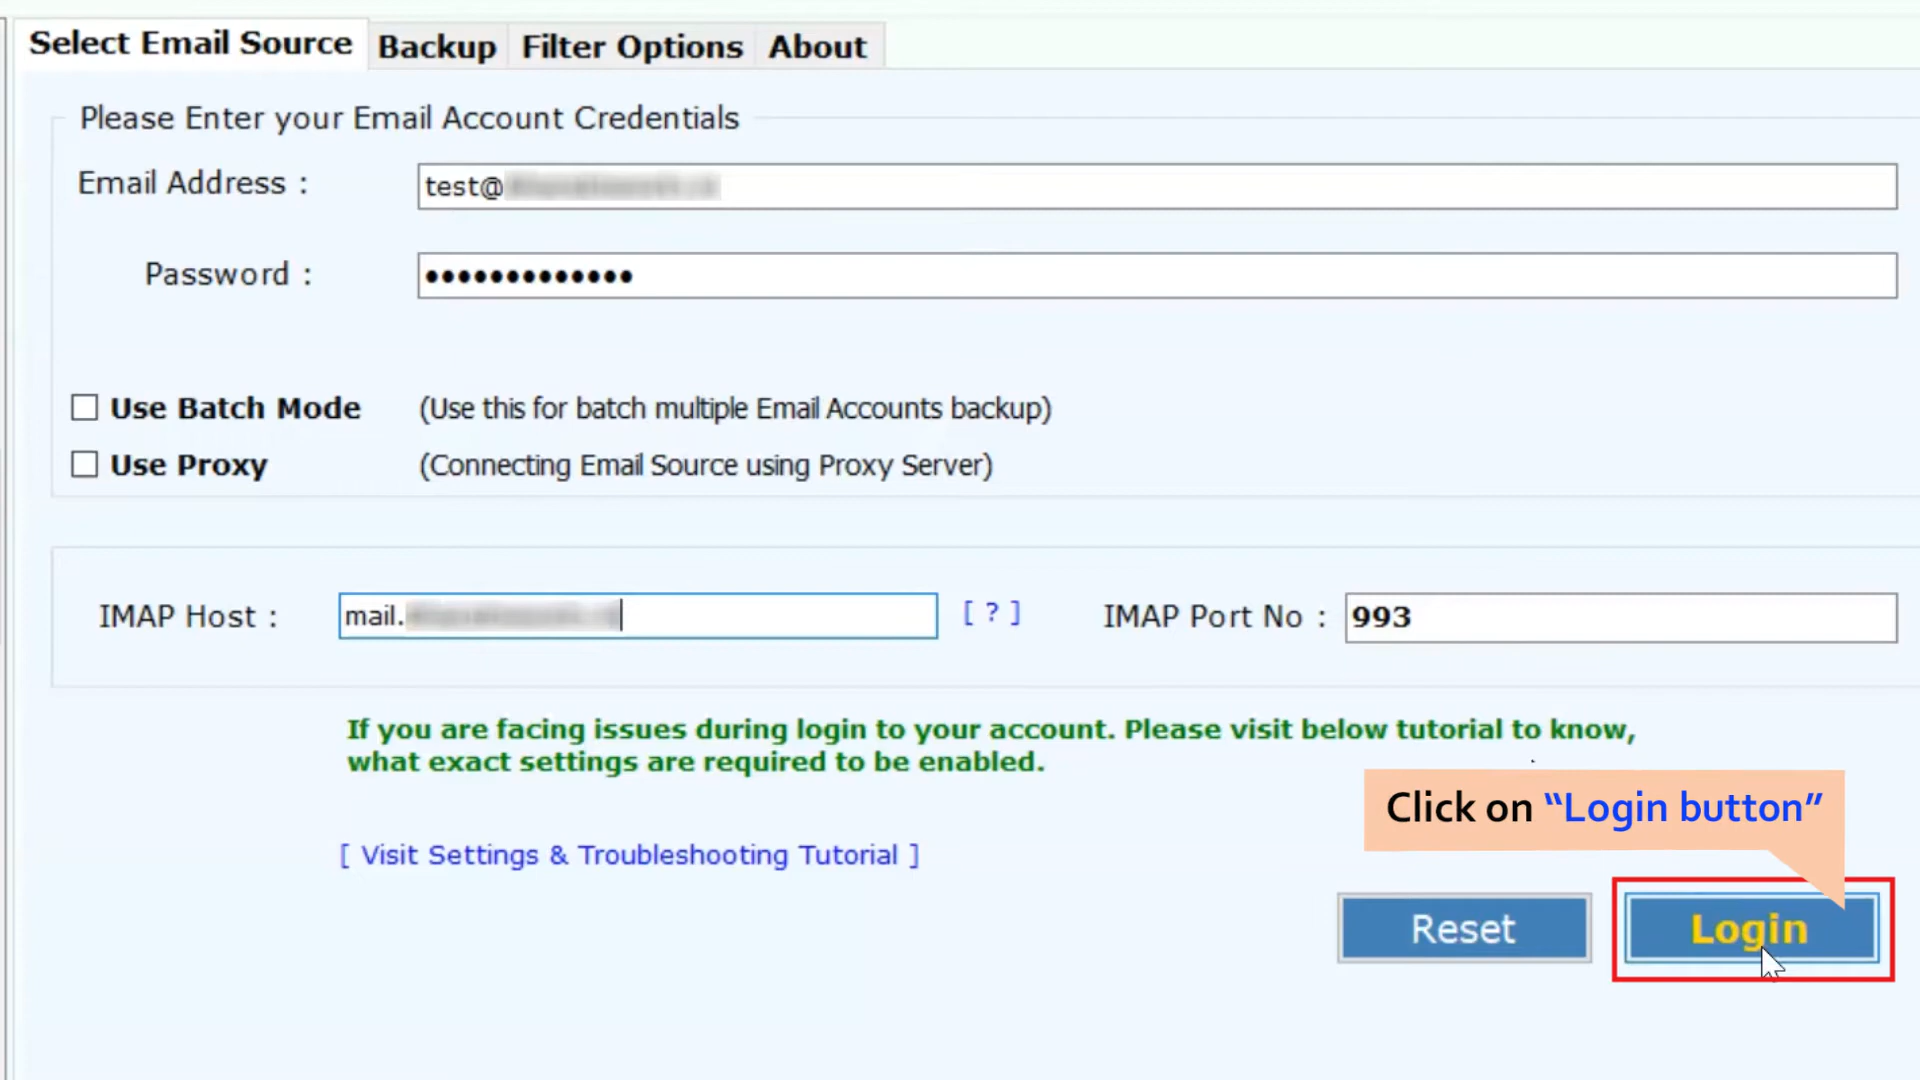 Select Email Source Backup Filter Options About
Please Enter your Email Account Credentials
Email Address : test@
Password : •••••••••••••
Use Batch Mode (Use this for batch multiple Email Accounts backup)
Use Proxy (Connecting Email Source using Proxy Server)
IMAP Host : mail. [ ? ] IMAP Port No : 993
If you are facing issues during login to your account. Please visit below tutorial to know,
what exact settings are required to be enabled.
Click on “Login button”
[ Visit Settings & Troubleshooting Tutorial ]
Reset Login